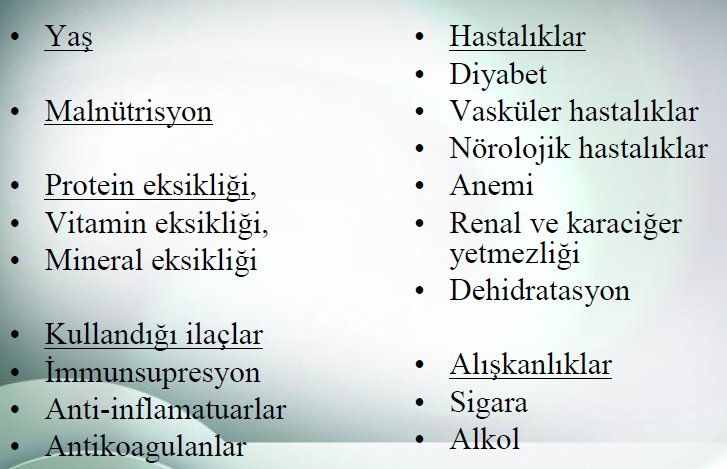 • Yaş
• Malnütrisyon
• Protein eksikliği,
• Vitamin eksikliği,
• Mineral eksikliği
• Kullandığı ilaçlar
• İmmunsupresyon
• Anti-inflamatuarlar
• Antikoagulanlar
• Hastalıklar
• Diyabet
• Vasküler hastalıklar
• Nörolojik hastalıklar
• Anemi
• Renal ve karaciğer
yetmezliği
• Dehidratasyon
• Alışkanlıklar
• Sigara
• Alkol